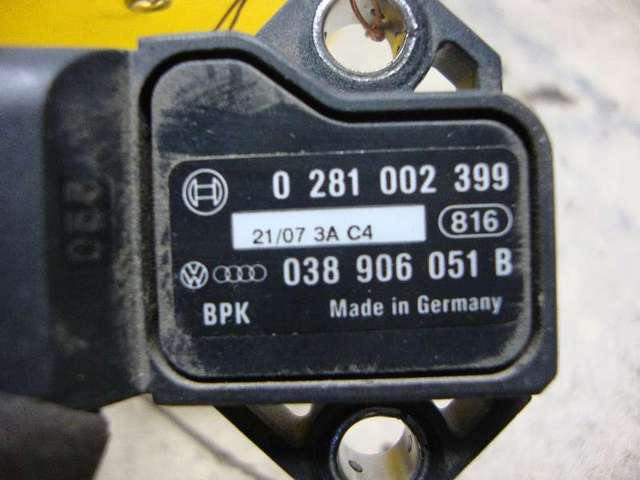 0 281 002 399
21/07 3A C4
816
038 906 051 B
BPK Made in Germany